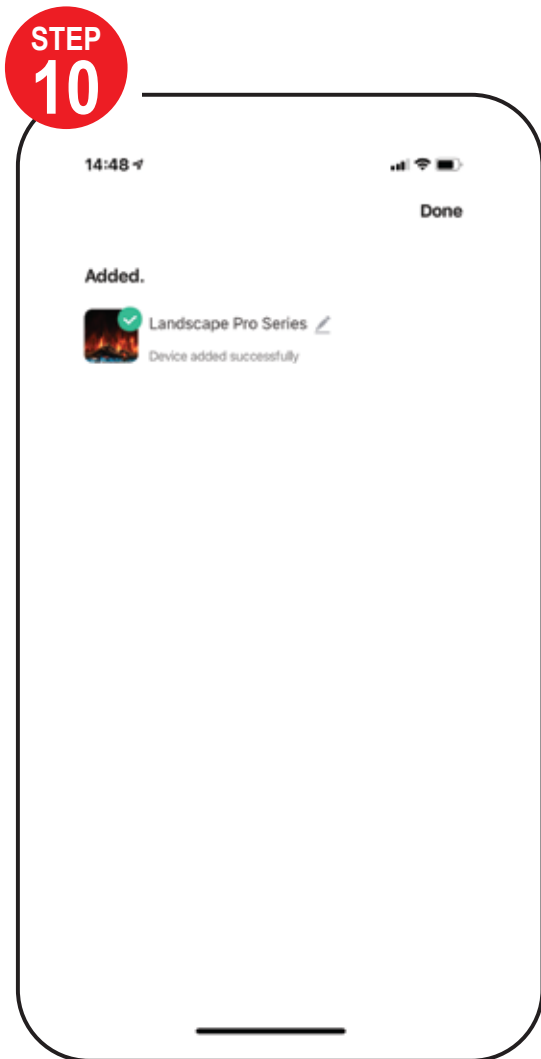 STEP
10
14:48
Done
Added.
Landscape Pro Series
Device added successfully